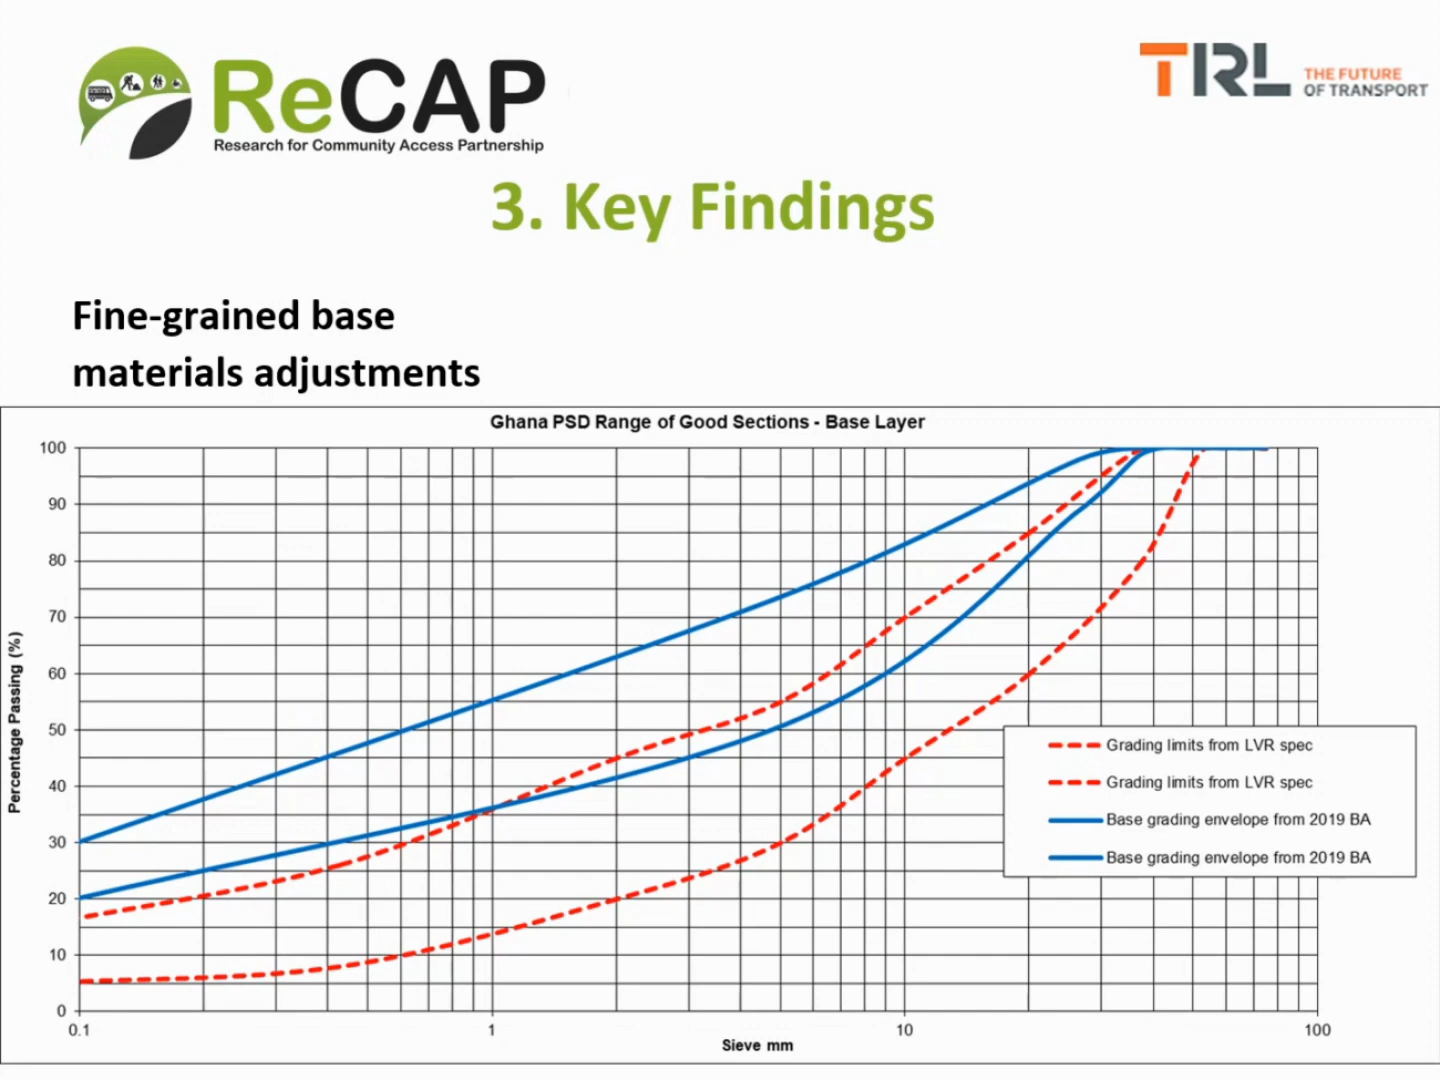 ReCAP
Research for Community Access Partnership
TRL
THE FUTURE
OF TRANSPORT
3. Key Findings
Fine-grained base
materials adjustments
Ghana PSD Range of Good Sections - Base Layer
100
90
80
70
60
50
40
30
20
10
0
Percentage Passing (%)
0.1
1
10
100
Sieve mm
Grading limits from LVR spec
Grading limits from LVR spec
Base grading envelope from 2019 BA
Base grading envelope from 2019 BA